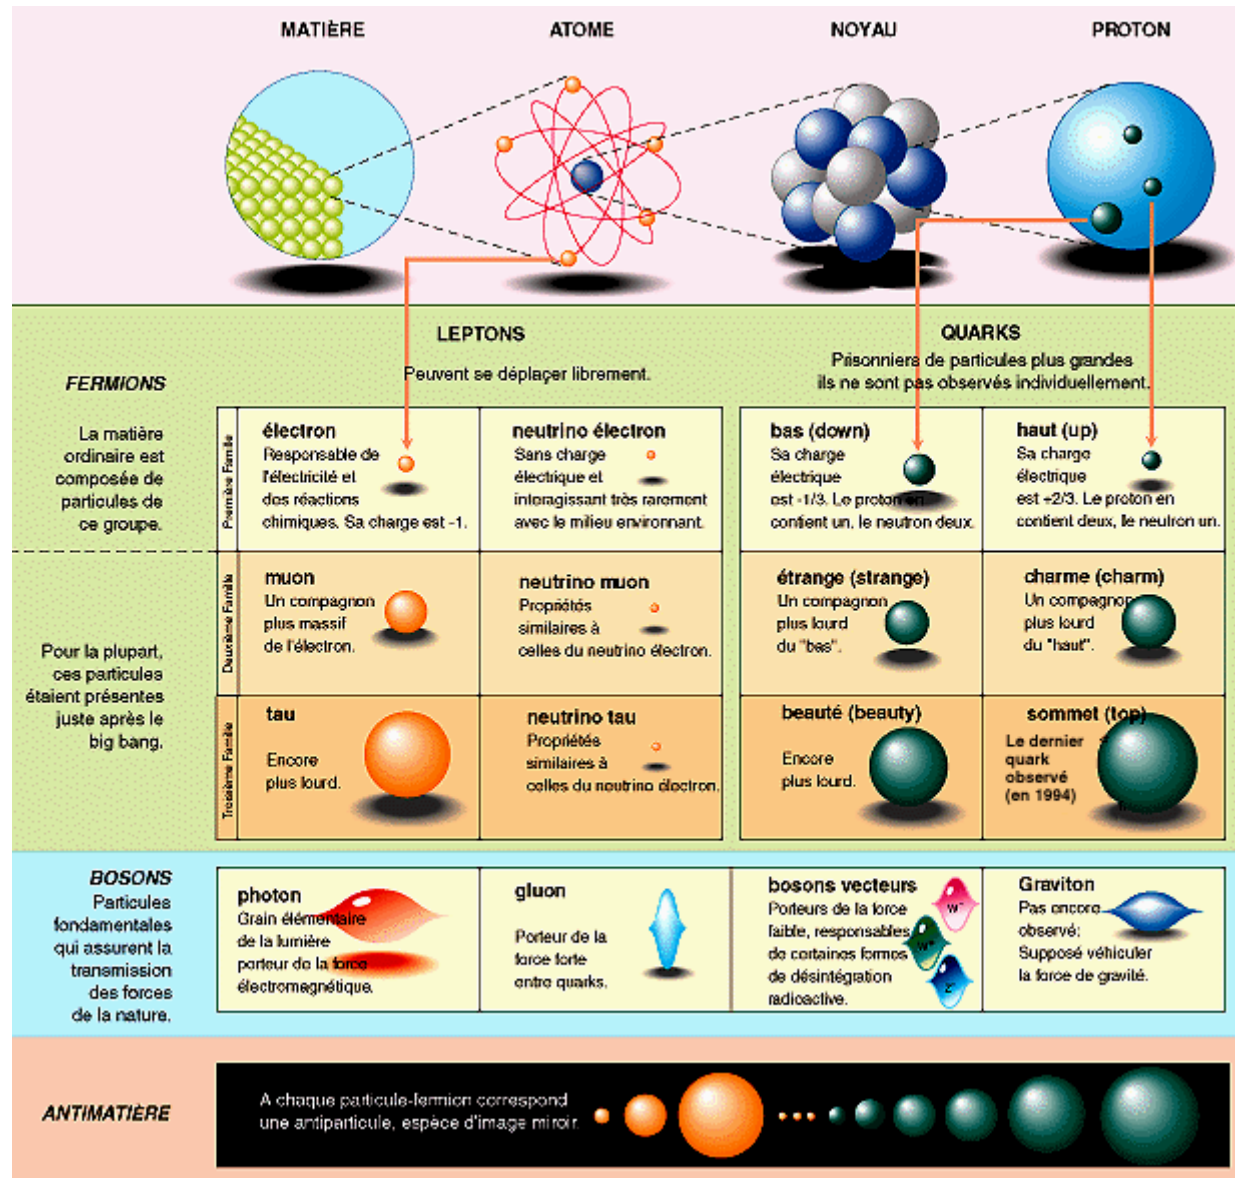 MATIÈRE
ATOME
NOYAU
PROTON
LEPTONS
Peuvent se déplaçer librement.
QUARKS
Prisonniers de particules plus grandes
ils ne sont pas observés individuellement.
FERMIONS
La matière
ordinaire est
composée de
particules de
ce groupe.
Pour la plupart,
ces particules
étaient présentes
juste après le
big bang.
Première Famille
électron
Responsable de
l'électricité et
des réactions
chimiques. Sa charge est -1.
neutrino électron
Sans charge
électrique et
interagissant très rarement
avec le milieu environnant.
bas (down)
Sa charge
électrique
est -1/3. Le proton en
contient un, le neutron deux.
haut (up)
Sa charge
électrique
est +2/3. Le proton en
contient deux, le neutron un.
Deuxième Famille
muon
Un compagnon
plus massif
de l'électron.
neutrino muon
Propriétés
similaires à
celles du neutrino électron.
étrange (strange)
Un compagnon
plus lourd
du "bas".
charme (charm)
Un compagnon
plus lourd
du "haut".
Troisième Famille
tau
Encore
plus lourd.
neutrino tau
Propriétés
similaires à
celles du neutrino électron.
beauté (beauty)
Encore
plus lourd.
sommet (top)
Le dernier
quark
observé
(en 1994)
BOSONS
Particules
fondamentales
qui assurent la
transmission
des forces
de la nature.
photon
Grain élémentaire
de la lumière
porteur de la force
électromagnétique.
gluon
Porteur de la
force forte
entre quarks.
bosons vecteurs
Porteurs de la force
faible, responsables
de certaines formes
de désintégration
radioactive.
W⁻
W⁺
Z°
Graviton
Pas encore
observé:
Supposé véhiculer
la force de gravité.
ANTIMATIÈRE
A chaque particule-fermion correspond
une antiparticule, espèce d'image miroir.